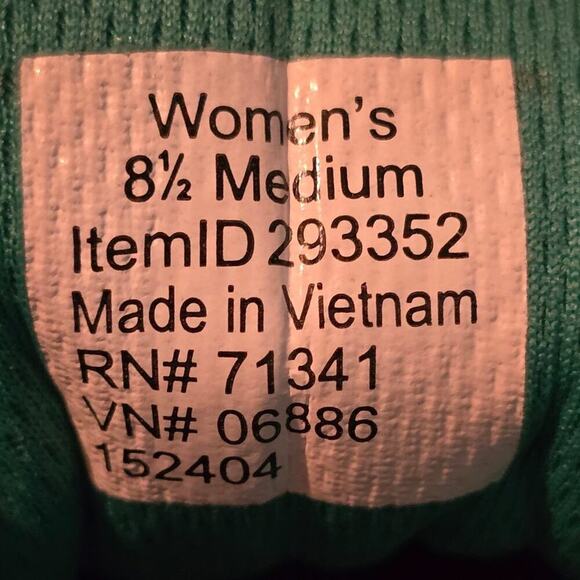 Women's
8½ Medium
ItemID 293352
Made in Vietnam
RN# 71341
VN# 06886
152404